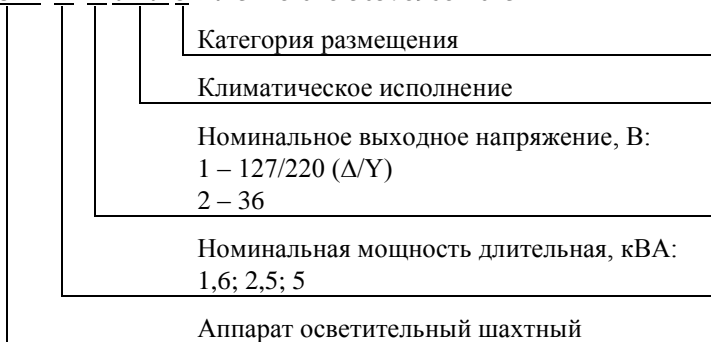 Категория размещения
Климатическое исполнение
Номинальное выходное напряжение, В:
1 – 127/220 (Δ/Y)
2 – 36
Номинальная мощность длительная, кВА:
1,6; 2,5; 5
Аппарат осветительный шахтный